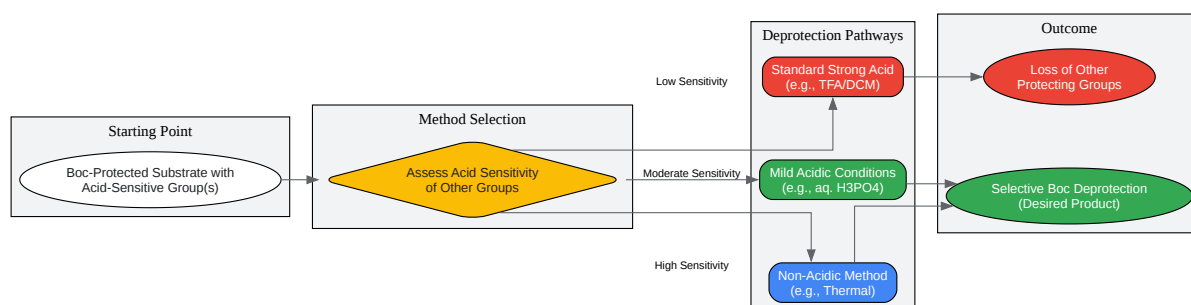 Starting Point
Boc-Protected Substrate with
Acid-Sensitive Group(s)
Method Selection
Assess Acid Sensitivity
of Other Groups
Low Sensitivity
Moderate Sensitivity
High Sensitivity
Deprotection Pathways
Standard Strong Acid
(e.g., TFA/DCM)
Mild Acidic Conditions
(e.g., aq. H3PO4)
Non-Acidic Method
(e.g., Thermal)
Outcome
Loss of Other
Protecting Groups
Selective Boc Deprotection
(Desired Product)